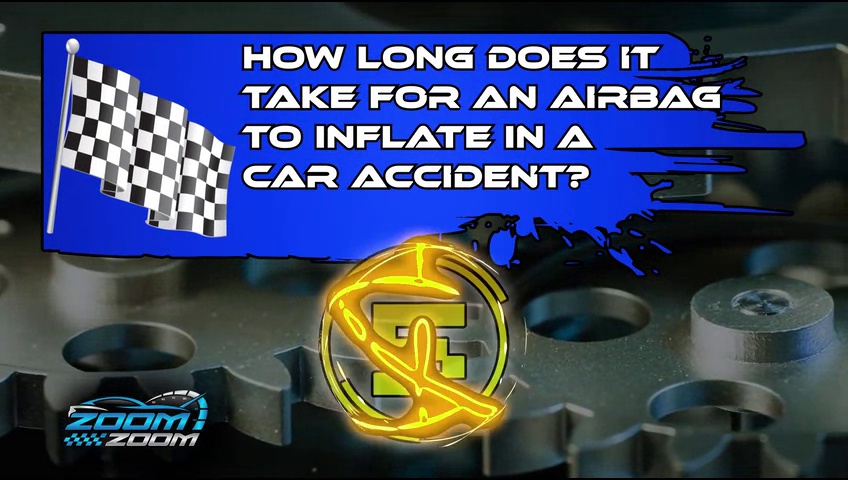 HOW LONG DOES IT
TAKE FOR AN AIRBAG
TO INFLATE IN A
CAR ACCIDENT?
ZOOM
ZOOM